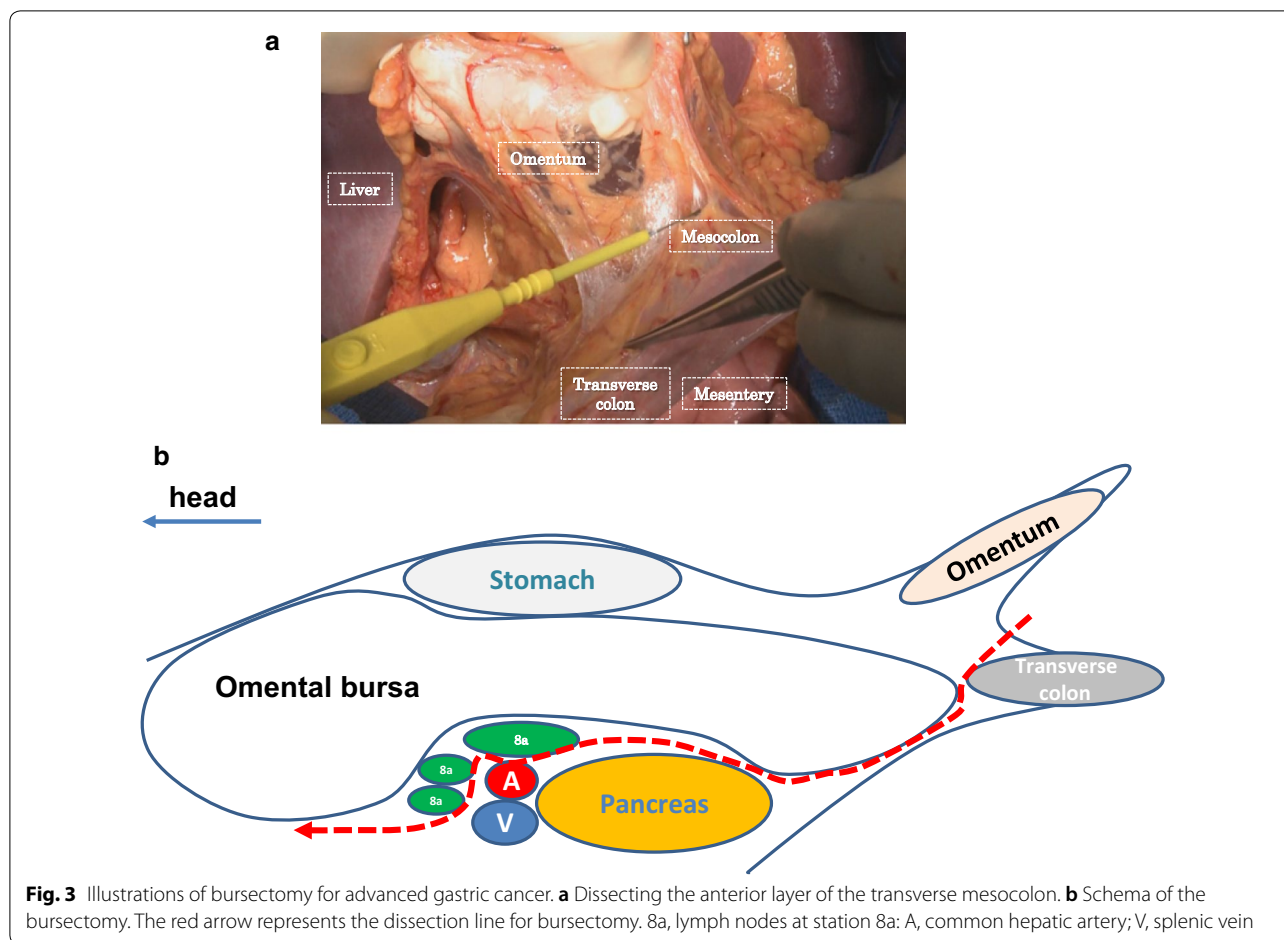 a
Omentum
Liver
Mesocolon
Transverse
colon
Mesentery
b
head
Omentum
Stomach
Transverse
colon
Omental bursa
8a
8a
A
8a
Pancreas
V
Fig. 3 Illustrations of bursectomy for advanced gastric cancer. a Dissecting the anterior layer of the transverse mesocolon. b Schema of the
bursectomy. The red arrow represents the dissection line for bursectomy. 8a, lymph nodes at station 8a: A, common hepatic artery; V, splenic vein